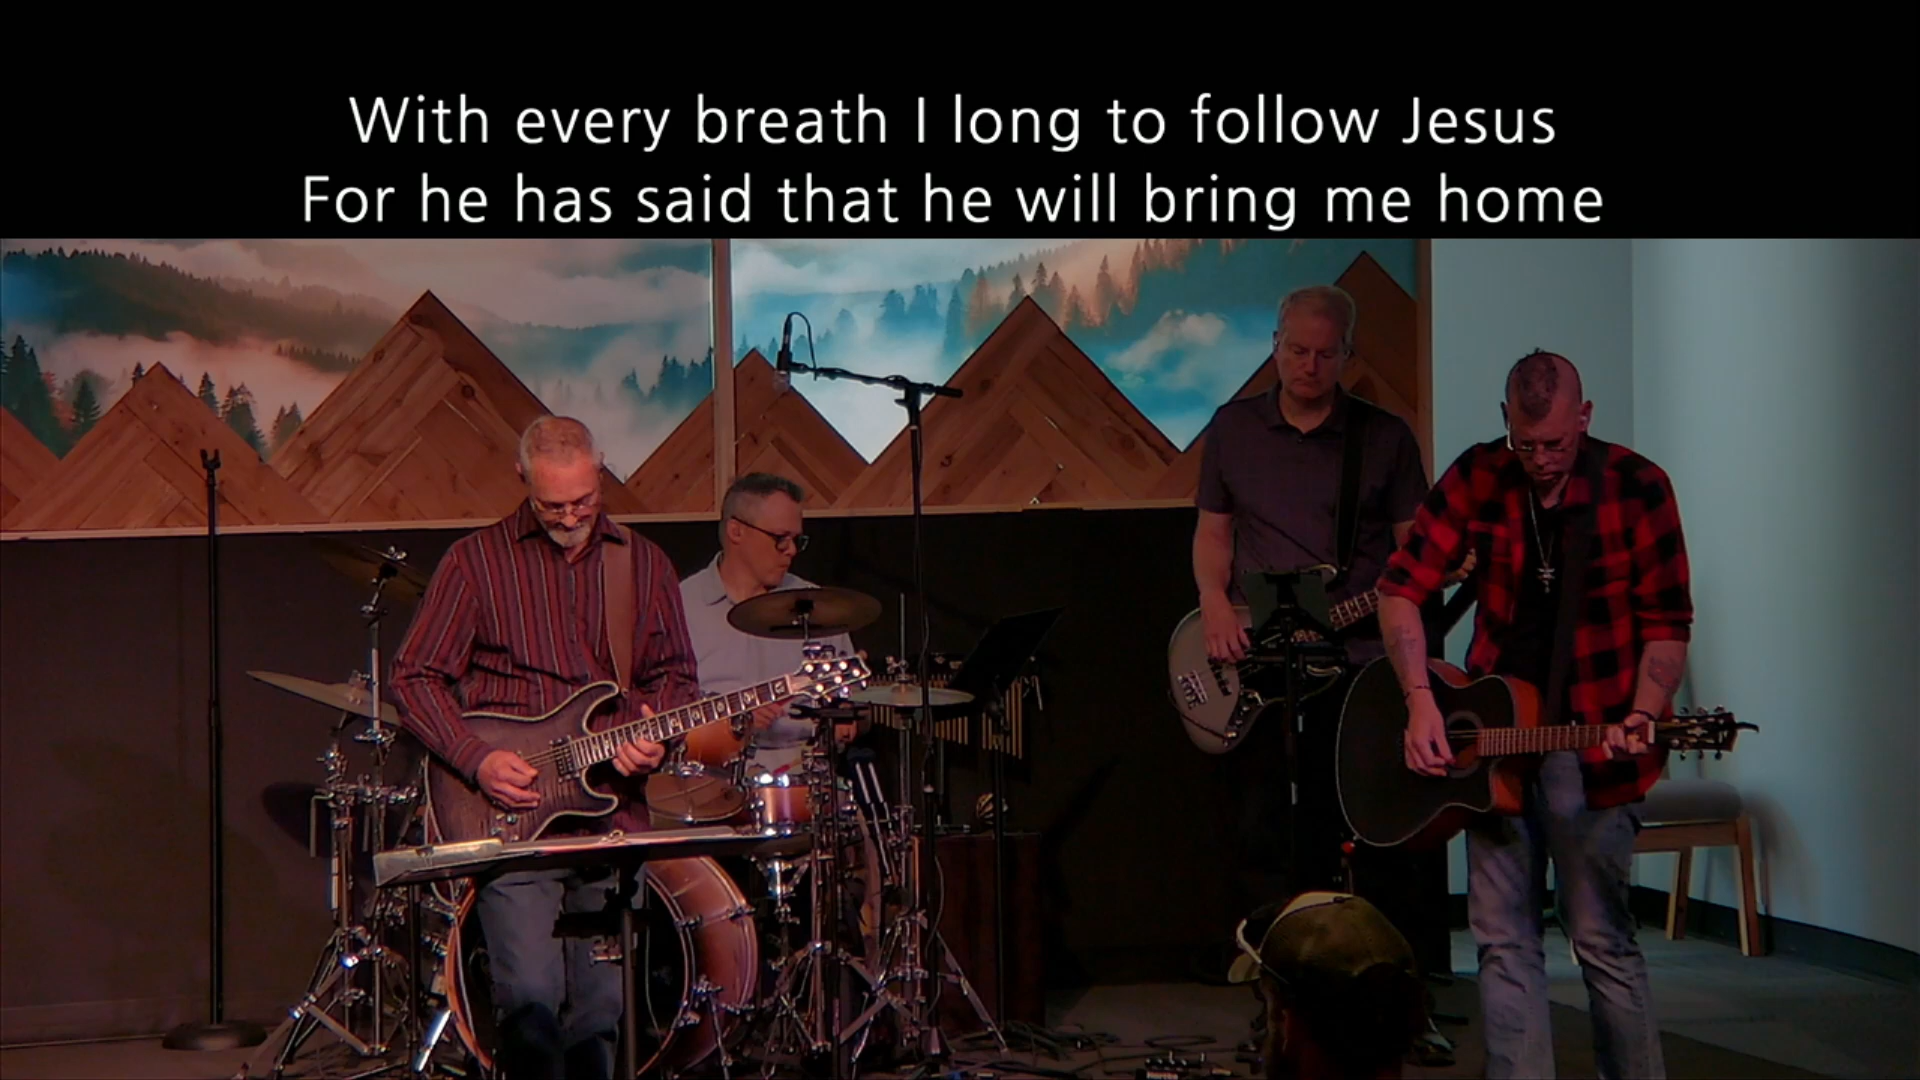 With every breath I long to follow Jesus
For he has said that he will bring me home